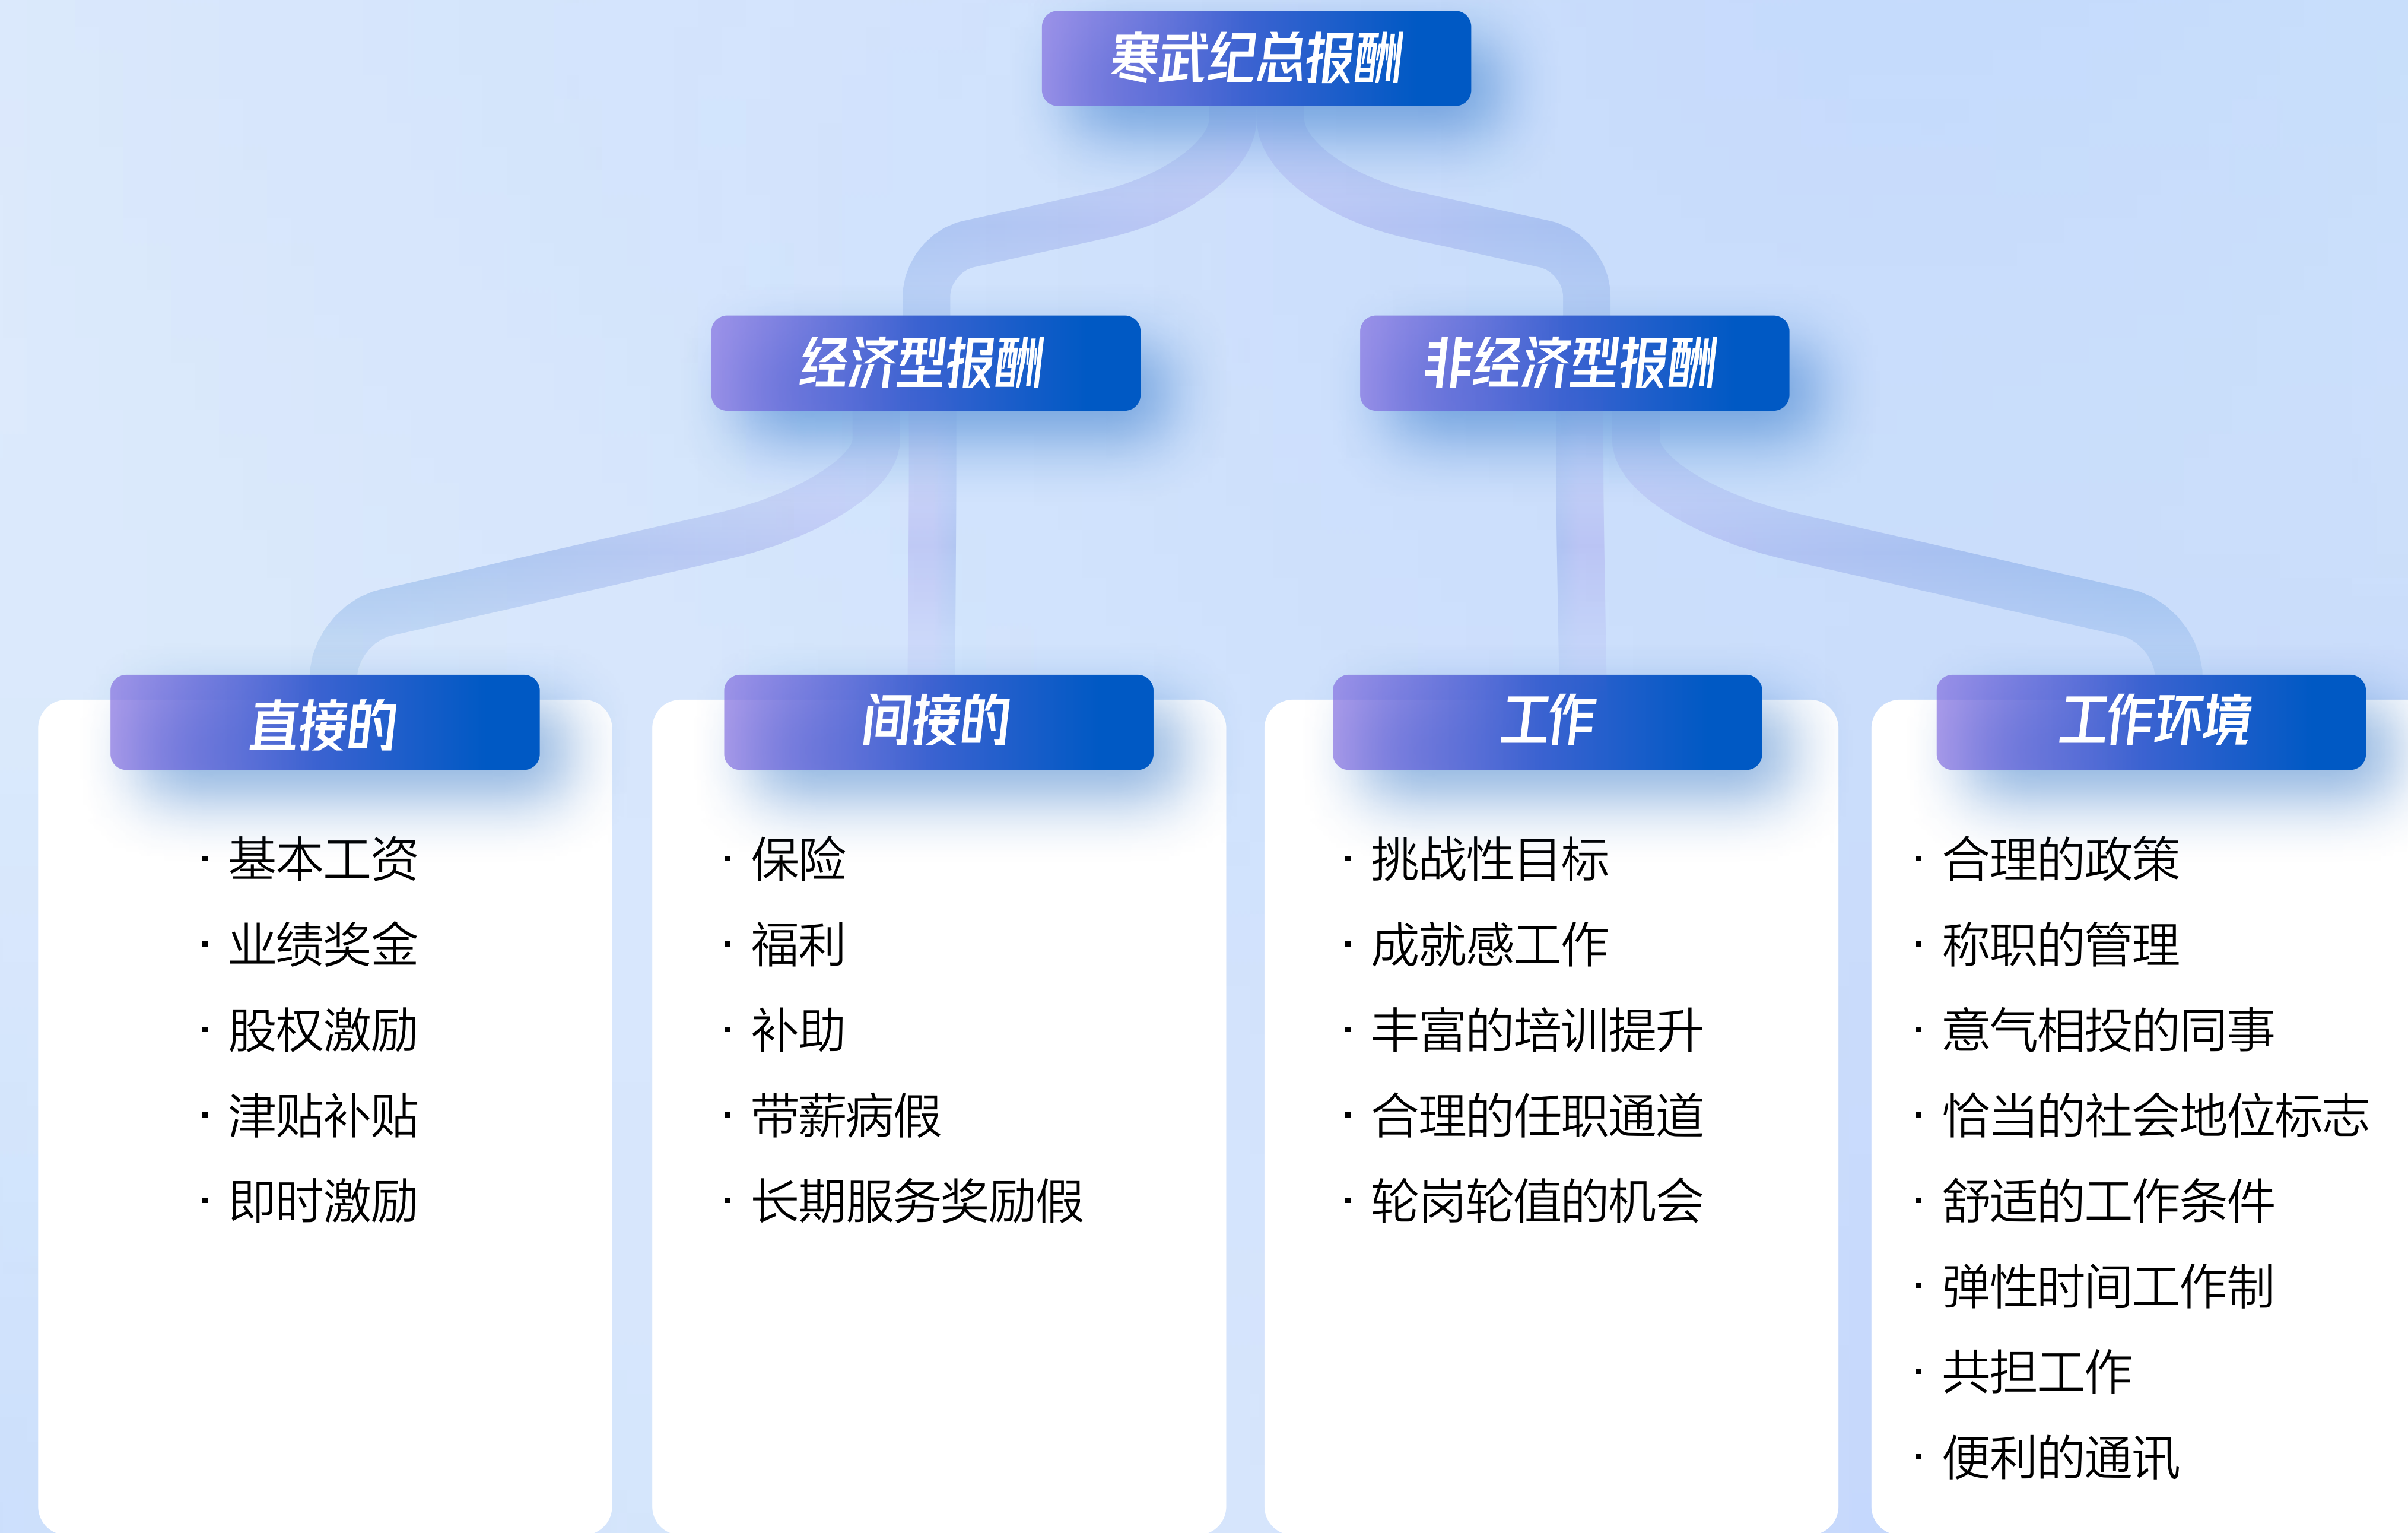 寒武纪总报酬
经济型报酬
非经济型报酬
直接的
· 基本工资
· 业绩奖金
· 股权激励
· 津贴补贴
· 即时激励
间接的
· 保险
· 福利
· 补助
· 带薪病假
· 长期服务奖励假
工作
· 挑战性目标
· 成就感工作
· 丰富的培训提升
· 合理的任职通道
· 轮岗轮值的机会
工作环境
· 合理的政策
· 称职的管理
· 意气相投的同事
· 恰当的社会地位标志
· 舒适的工作条件
· 弹性时间工作制
· 共担工作
· 便利的通讯